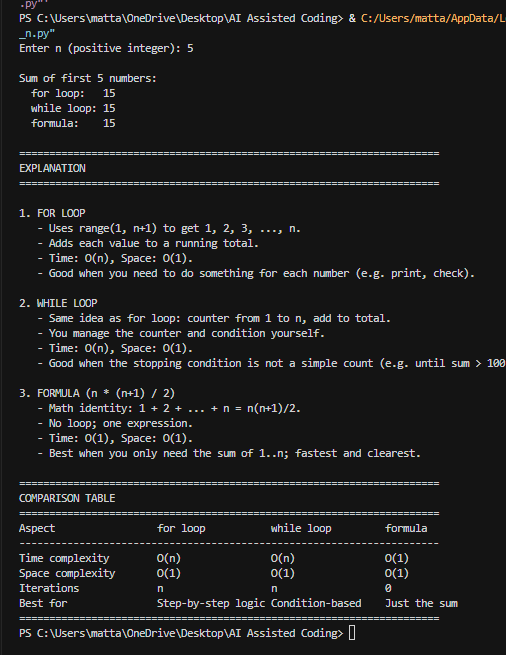 .py"'
PS C:\Users\matta\OneDrive\Desktop\AI Assisted Coding> & C:/Users/matta/AppData/L
_n.py"
Enter n (positive integer): 5
Sum of first 5 numbers:
for loop: 15
while loop: 15
formula: 15
======================================================================
EXPLANATION
======================================================================
1. FOR LOOP
- Uses range(1, n+1) to get 1, 2, 3, ..., n.
- Adds each value to a running total.
- Time: O(n), Space: O(1).
- Good when you need to do something for each number (e.g. print, check).
2. WHILE LOOP
- Same idea as for loop: counter from 1 to n, add to total.
- You manage the counter and condition yourself.
- Time: O(n), Space: O(1).
- Good when the stopping condition is not a simple count (e.g. until sum > 100
3. FORMULA (n * (n+1) / 2)
- Math identity: 1 + 2 + ... + n = n(n+1)/2.
- No loop; one expression.
- Time: O(1), Space: O(1).
- Best when you only need the sum of 1..n; fastest and clearest.
======================================================================
COMPARISON TABLE
======================================================================
Aspect for loop while loop formula
----------------------------------------------------------------------
Time complexity O(n) O(n) O(1)
Space complexity O(1) O(1) O(1)
Iterations n n 0
Best for Step-by-step logic Condition-based Just the sum
======================================================================
PS C:\Users\matta\OneDrive\Desktop\AI Assisted Coding>